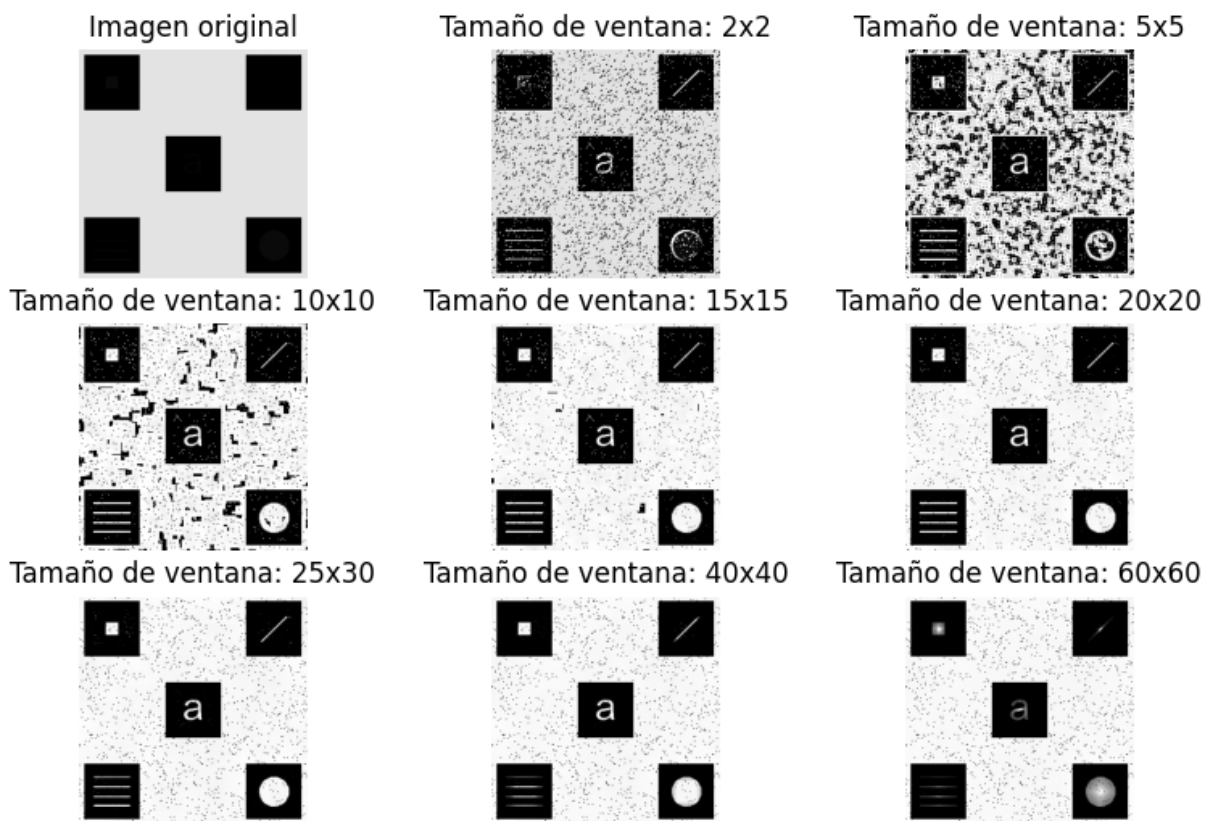 Imagen original
Tamaño de ventana: 2x2
Tamaño de ventana: 5x5
a
a
a
Tamaño de ventana: 10x10
Tamaño de ventana: 15x15
Tamaño de ventana: 20x20
a
a
a
Tamaño de ventana: 25x30
Tamaño de ventana: 40x40
Tamaño de ventana: 60x60
a
a
a